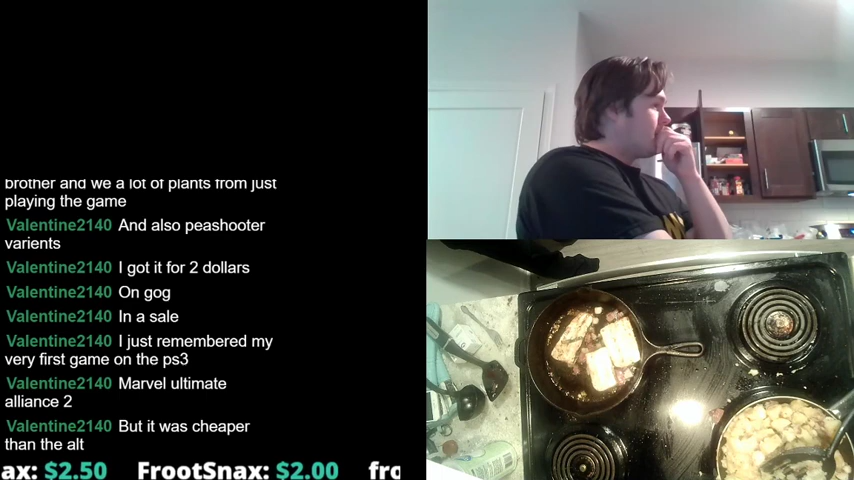 brother and we a lot of plants from just
playing the game
Valentine2140 And also peashooter
varients
Valentine2140 I got it for 2 dollars
Valentine2140 On gog
Valentine2140 In a sale
Valentine2140 I just remembered my
very first game on the ps3
Valentine2140 Marvel ultimate
alliance 2
Valentine2140 But it was cheaper
than the alt
ax: $2.50 FrootSnax: $2.00 fro